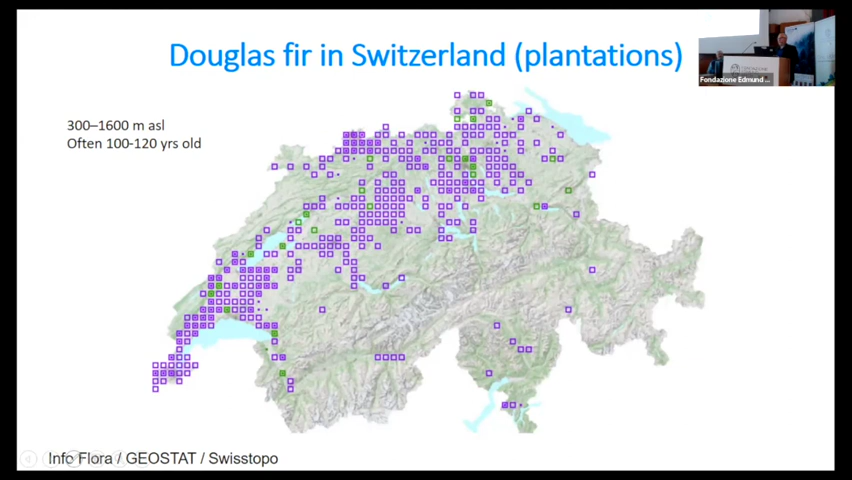 Douglas fir in Switzerland (plantations)
Fondazione Edmund
300–1600 m asl
Often 100-120 yrs old
Info Flora / GEOSTAT / Swisstopo